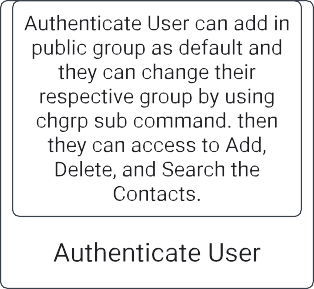 Authenticate User can add in
public group as default and
they can change their
respective group by using
chgrp sub command. then
they can access to Add,
Delete, and Search the
Contacts.
Authenticate User